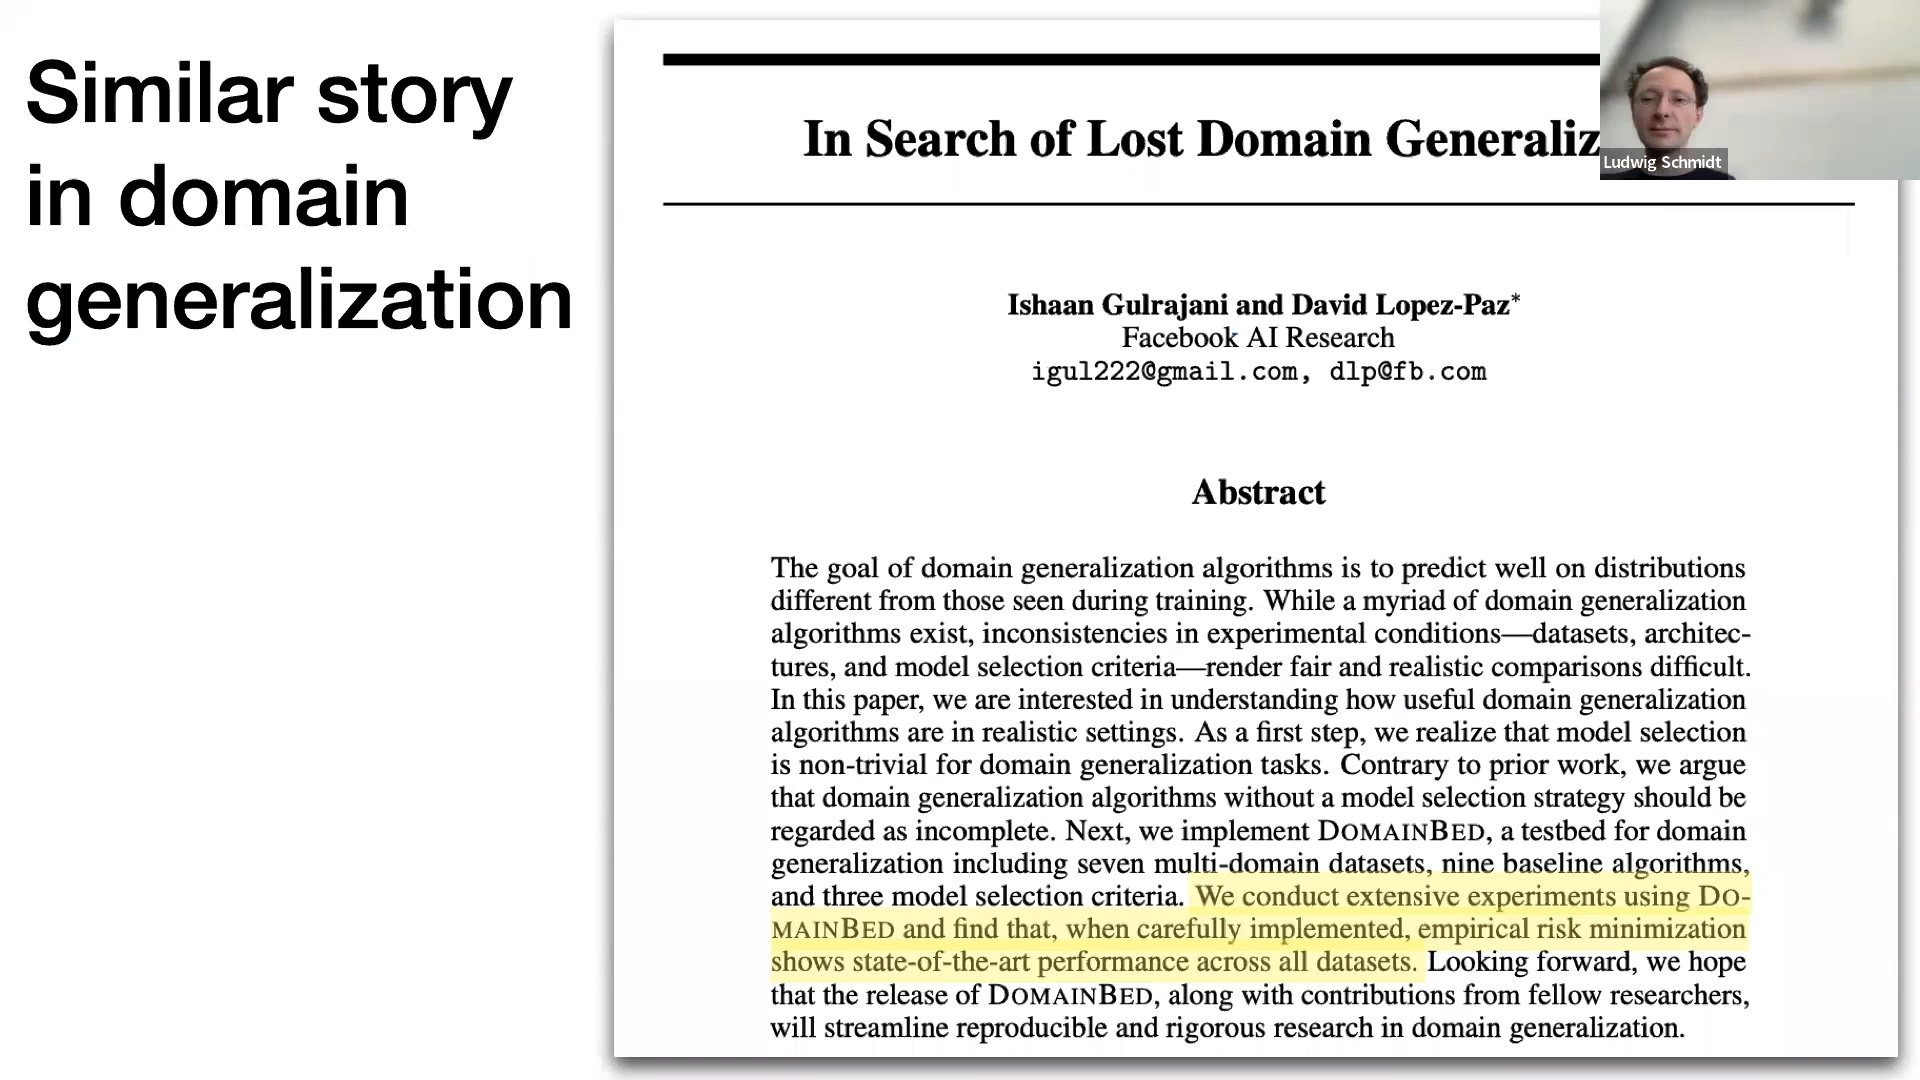 Similar story
in domain
generalization
In Search of Lost Domain Generaliz
Ludwig Schmidt
Ishaan Gulrajani and David Lopez-Paz*
Facebook AI Research
igul222@gmail.com, dlp@fb.com
Abstract
The goal of domain generalization algorithms is to predict well on distributions
different from those seen during training. While a myriad of domain generalization
algorithms exist, inconsistencies in experimental conditions—datasets, architec-
tures, and model selection criteria—render fair and realistic comparisons difficult.
In this paper, we are interested in understanding how useful domain generalization
algorithms are in realistic settings. As a first step, we realize that model selection
is non-trivial for domain generalization tasks. Contrary to prior work, we argue
that domain generalization algorithms without a model selection strategy should be
regarded as incomplete. Next, we implement DOMAINBED, a testbed for domain
generalization including seven multi-domain datasets, nine baseline algorithms,
and three model selection criteria. We conduct extensive experiments using DO-
MAINBED and find that, when carefully implemented, empirical risk minimization
shows state-of-the-art performance across all datasets. Looking forward, we hope
that the release of DOMAINBED, along with contributions from fellow researchers,
will streamline reproducible and rigorous research in domain generalization.